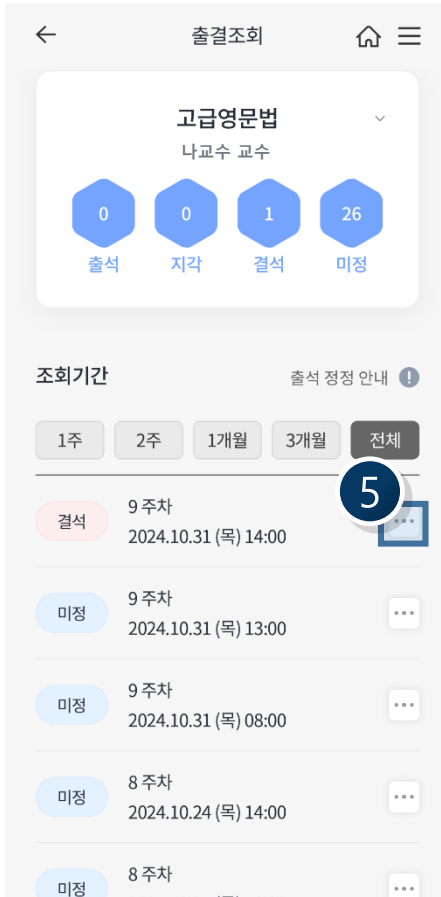 출결조회
고급영문법
나교수 교수
0 0 1 26
출석 지각 결석 미정
조회기간 출석 정정 안내 !
1주 2주 1개월 3개월 전체
5
결석 9 주차
2024.10.31 (목) 14:00
미정 9 주차
2024.10.31 (목) 13:00
미정 9 주차
2024.10.31 (목) 08:00
미정 8 주차
2024.10.24 (목) 14:00
미정 8 주차